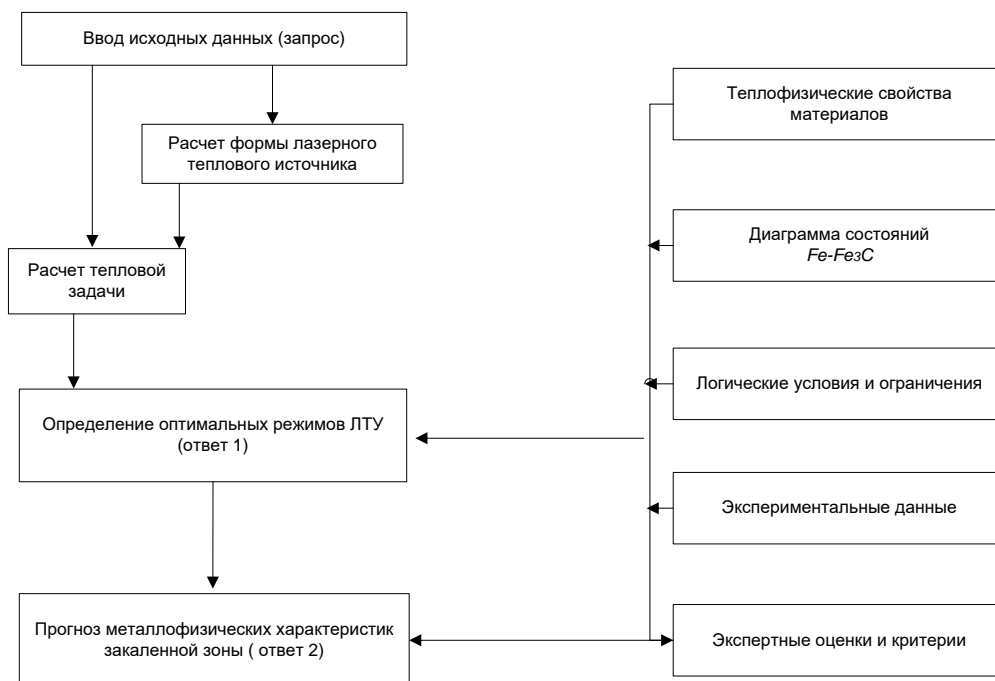 Ввод исходных данных (запрос)
Расчет формы лазерного
теплового источника
Расчет тепловой
задачи
Определение оптимальных режимов ЛТУ
(ответ 1)
Прогноз металлофизических характеристик
закаленной зоны ( ответ 2)
Теплофизические свойства
материалов
Диаграмма состояний
Fe-FeзC
Логические условия и ограничения
Экспериментальные данные
Экспертные оценки и критерии